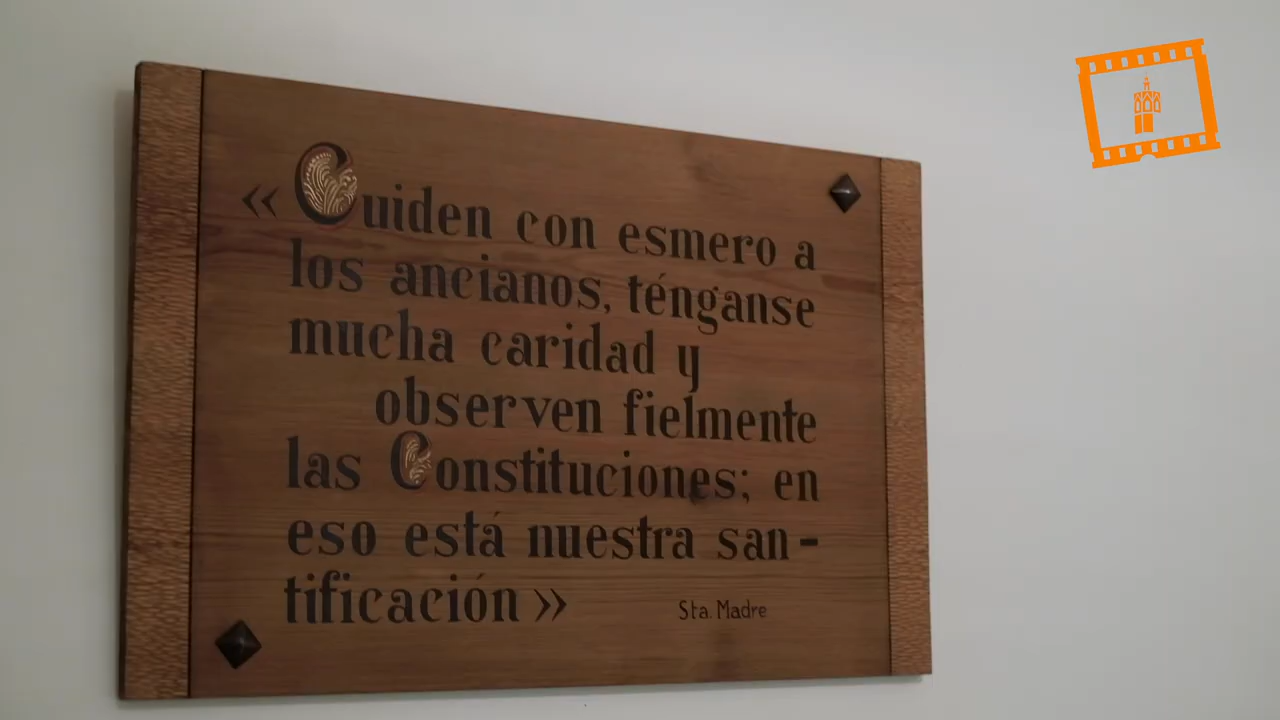 «Cuiden con esmero a
los ancianos, ténganse
mucha caridad y
observen fielmente
las Constituciones; en
eso está nuestra san-
tificación»
Sta. Madre